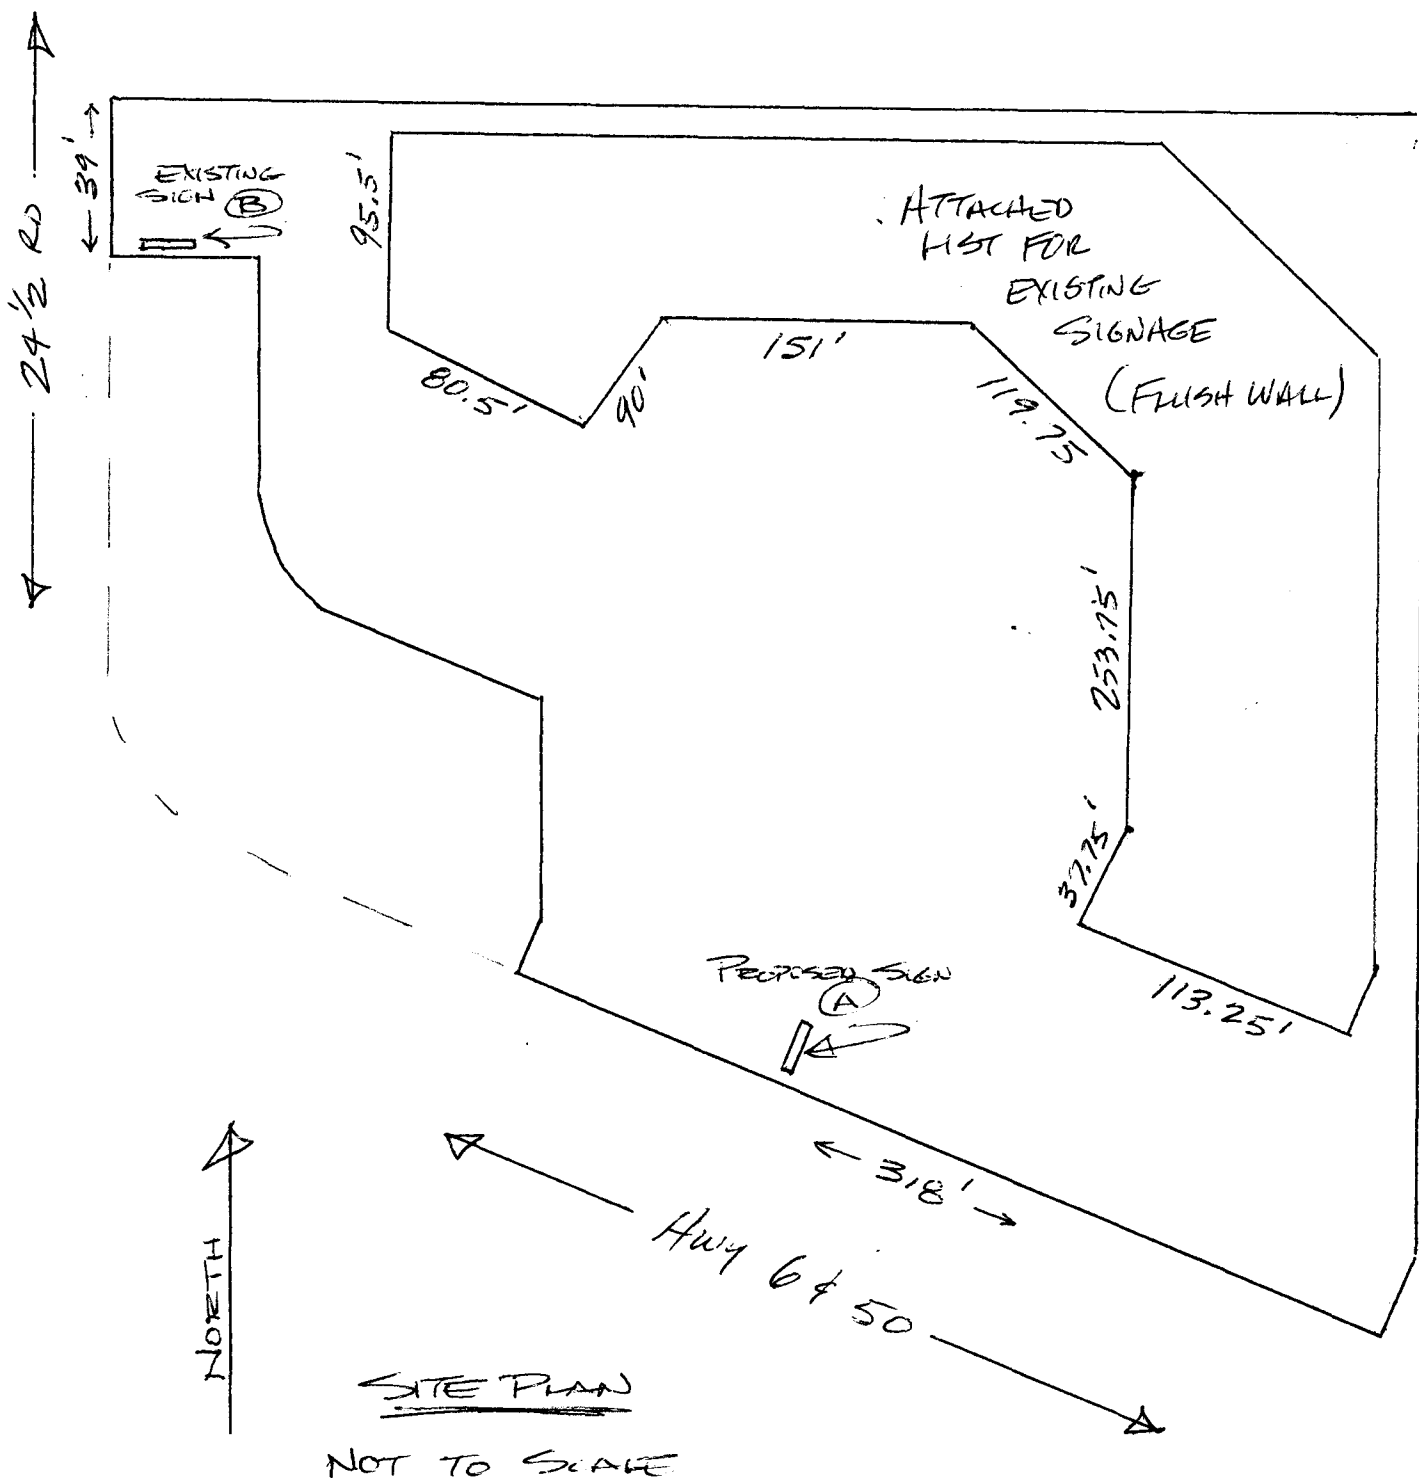 24 1/2 RD
39'
EXISTING
SIGN B
95.5'
80.5'
90'
151'
119.75
ATTACHED
LIST FOR
EXISTING
SIGNAGE
(FLUSH WALL)
253.75'
37.75'
113.25'
PROPOSED SIGN
A
318'
HWY 6 & 50
NORTH
SITE PLAN
NOT TO SCALE